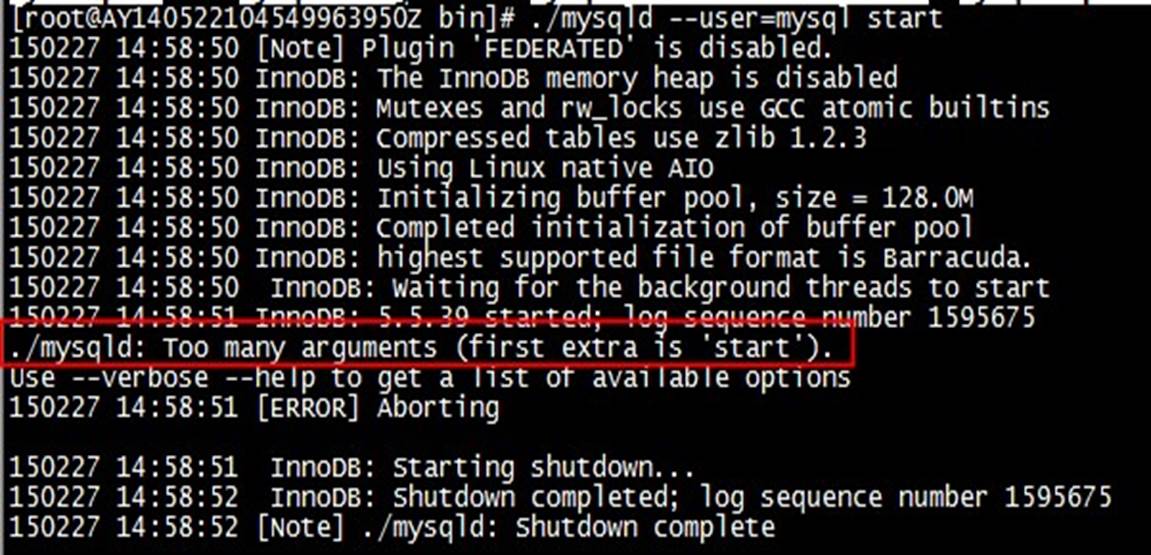 [root@AY140522104549963950Z bin]# ./mysqld --user=mysql start
150227 14:58:50 [Note] Plugin 'FEDERATED' is disabled.
150227 14:58:50 InnoDB: The InnoDB memory heap is disabled
150227 14:58:50 InnoDB: Mutexes and rw_locks use GCC atomic builtins
150227 14:58:50 InnoDB: Compressed tables use zlib 1.2.3
150227 14:58:50 InnoDB: Using Linux native AIO
150227 14:58:50 InnoDB: Initializing buffer pool, size = 128.0M
150227 14:58:50 InnoDB: Completed initialization of buffer pool
150227 14:58:50 InnoDB: highest supported file format is Barracuda.
150227 14:58:50  InnoDB: Waiting for the background threads to start
150227 14:58:51 InnoDB: 5.5.39 started; log sequence number 1595675
./mysqld: Too many arguments (first extra is 'start').
Use --verbose --help to get a list of available options
150227 14:58:51 [ERROR] Aborting
150227 14:58:51  InnoDB: Starting shutdown...
150227 14:58:52  InnoDB: Shutdown completed; log sequence number 1595675
150227 14:58:52 [Note] ./mysqld: Shutdown complete